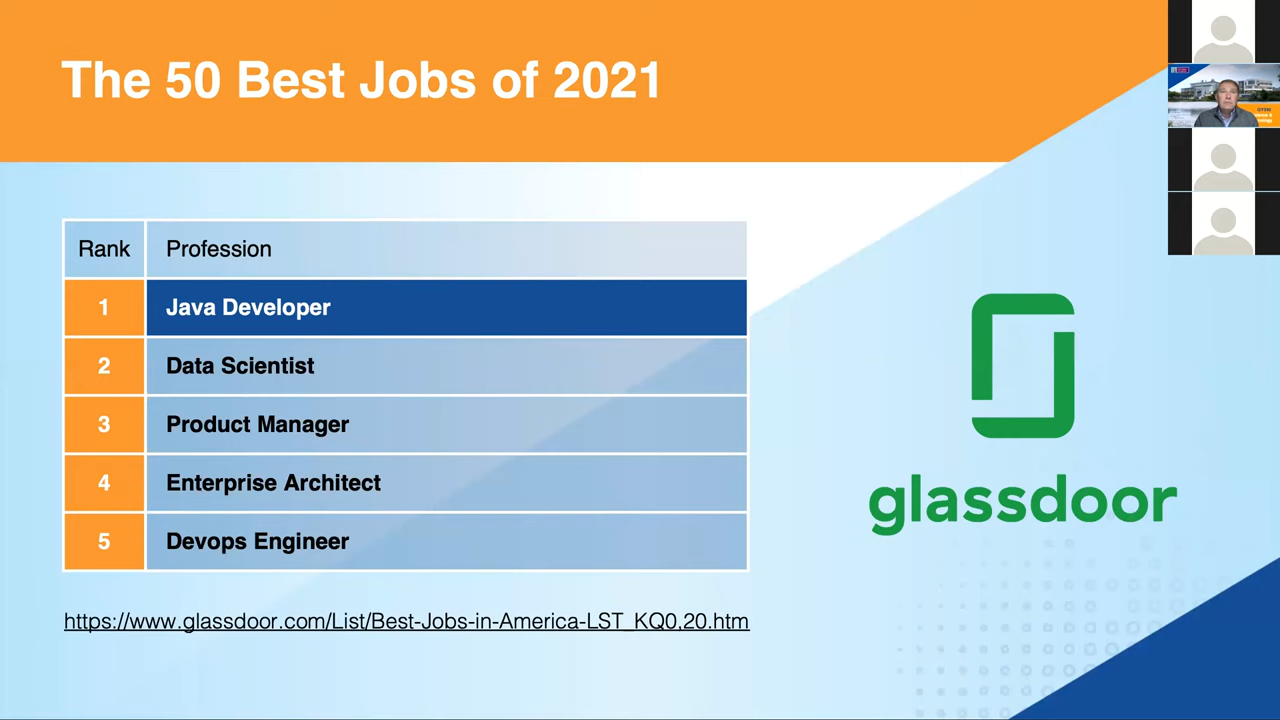 The 50 Best Jobs of 2021
Rank Profession
1 Java Developer
2 Data Scientist
3 Product Manager
4 Enterprise Architect
5 Devops Engineer
glassdoor
https://www.glassdoor.com/List/Best-Jobs-in-America-LST_KQ0,20.htm